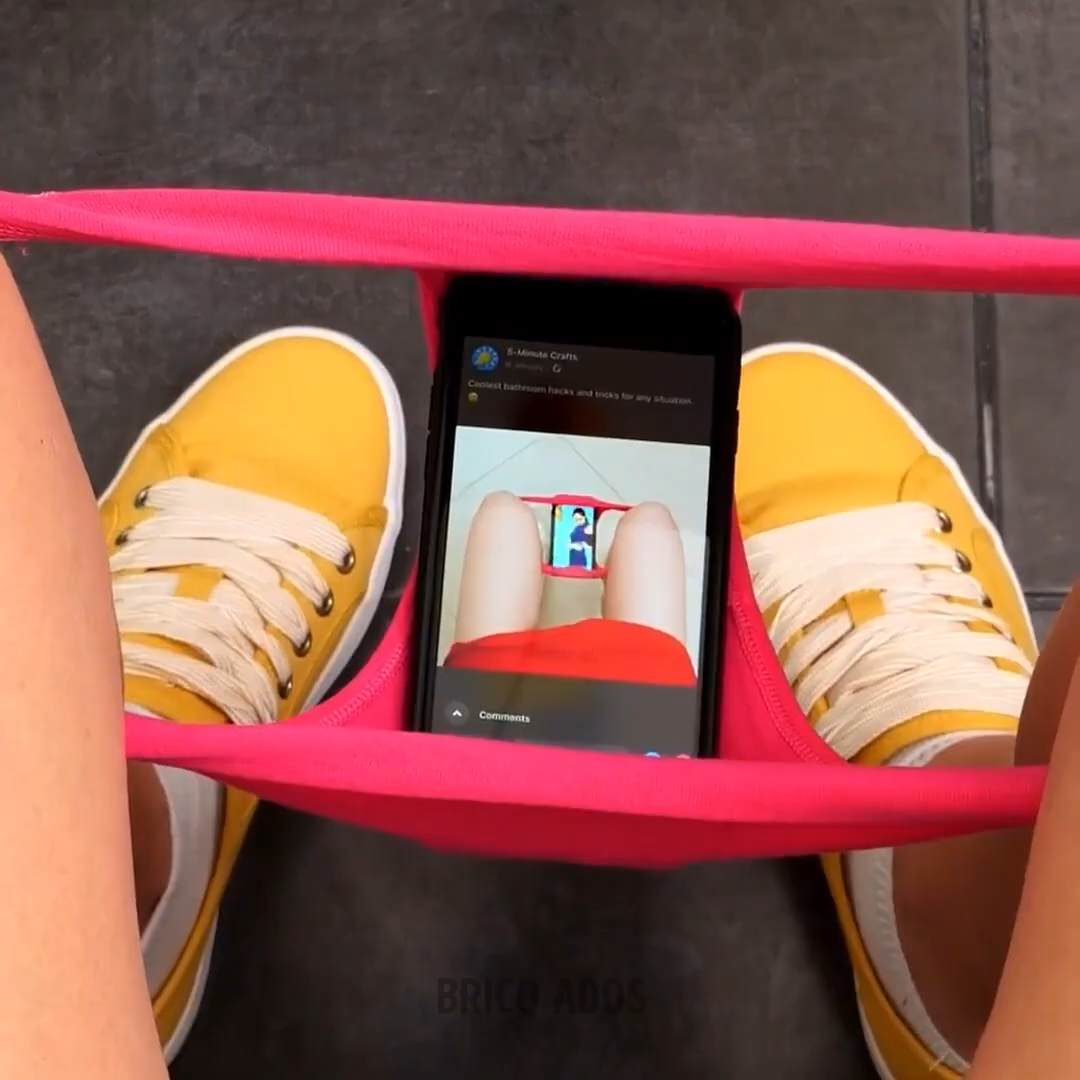 5-Minute Crafts
Coolest bathroom hacks and tricks for any situation
Comments
BRICO ADOS